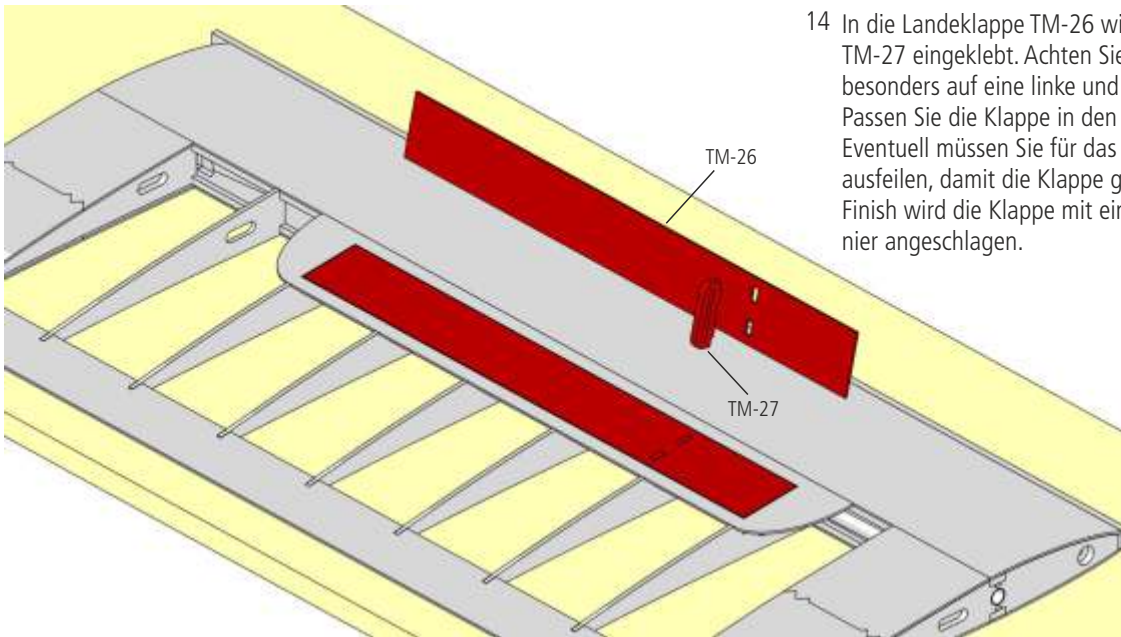 14 In die Landeklappe TM-26 wi
TM-27 eingeklebt. Achten Sie
besonders auf eine linke und
Passen Sie die Klappe in den
Eventuell müssen Sie für das
ausfeilen, damit die Klappe g
Finish wird die Klappe mit ein
nier angeschlagen.
TM-26
TM-27